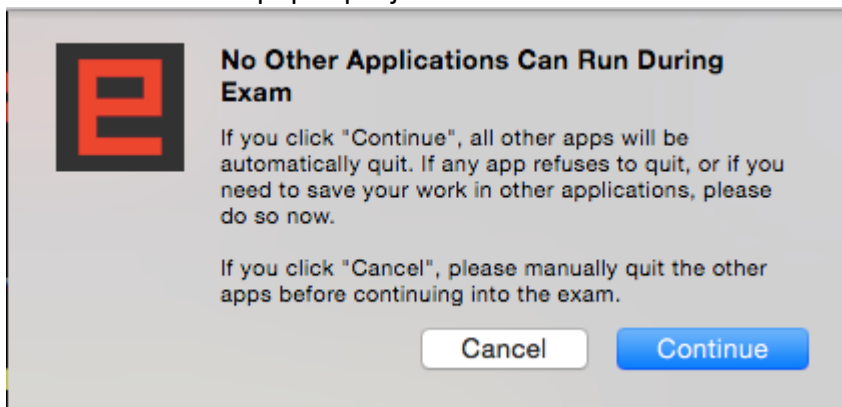 No Other Applications Can Run During
Exam
If you click "Continue", all other apps will be
automatically quit. If any app refuses to quit, or if you
need to save your work in other applications, please
do so now.
If you click "Cancel", please manually quit the other
apps before continuing into the exam.
Cancel
Continue